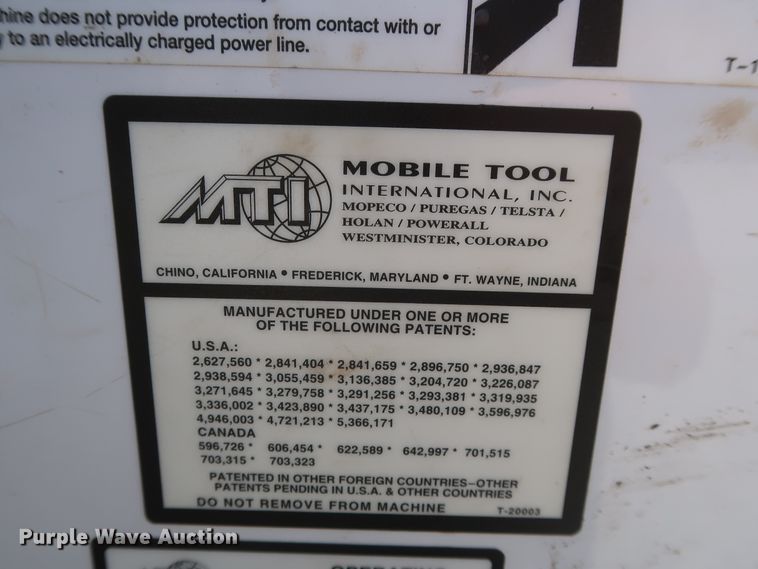 hine does not provide protection from contact with or
to an electrically charged power line.
T-1
MTI
MOBILE TOOL
INTERNATIONAL, INC.
MOPECO / PUREGAS / TELSTA /
HOLAN / POWERALL
WESTMINISTER, COLORADO
CHINO, CALIFORNIA • FREDERICK, MARYLAND • FT. WAYNE, INDIANA
MANUFACTURED UNDER ONE OR MORE
OF THE FOLLOWING PATENTS:
U.S.A.:
2,627,560 * 2,841,404 * 2,841,659 * 2,896,750 * 2,936,847
2,938,594 * 3,055,459 * 3,136,385 * 3,204,720 * 3,226,087
3,271,645 * 3,279,758 * 3,291,256 * 3,293,381 * 3,319,935
3,336,002 * 3,423,890 * 3,437,175 * 3,480,109 * 3,596,976
4,946,003 * 4,721,213 * 5,366,171
CANADA
596,726 * 606,454 * 622,589 * 642,997 * 701,515
703,315 * 703,323
PATENTED IN OTHER FOREIGN COUNTRIES–OTHER
PATENTS PENDING IN U.S.A. & OTHER COUNTRIES
DO NOT REMOVE FROM MACHINE T-20003
Purple Wave Auction